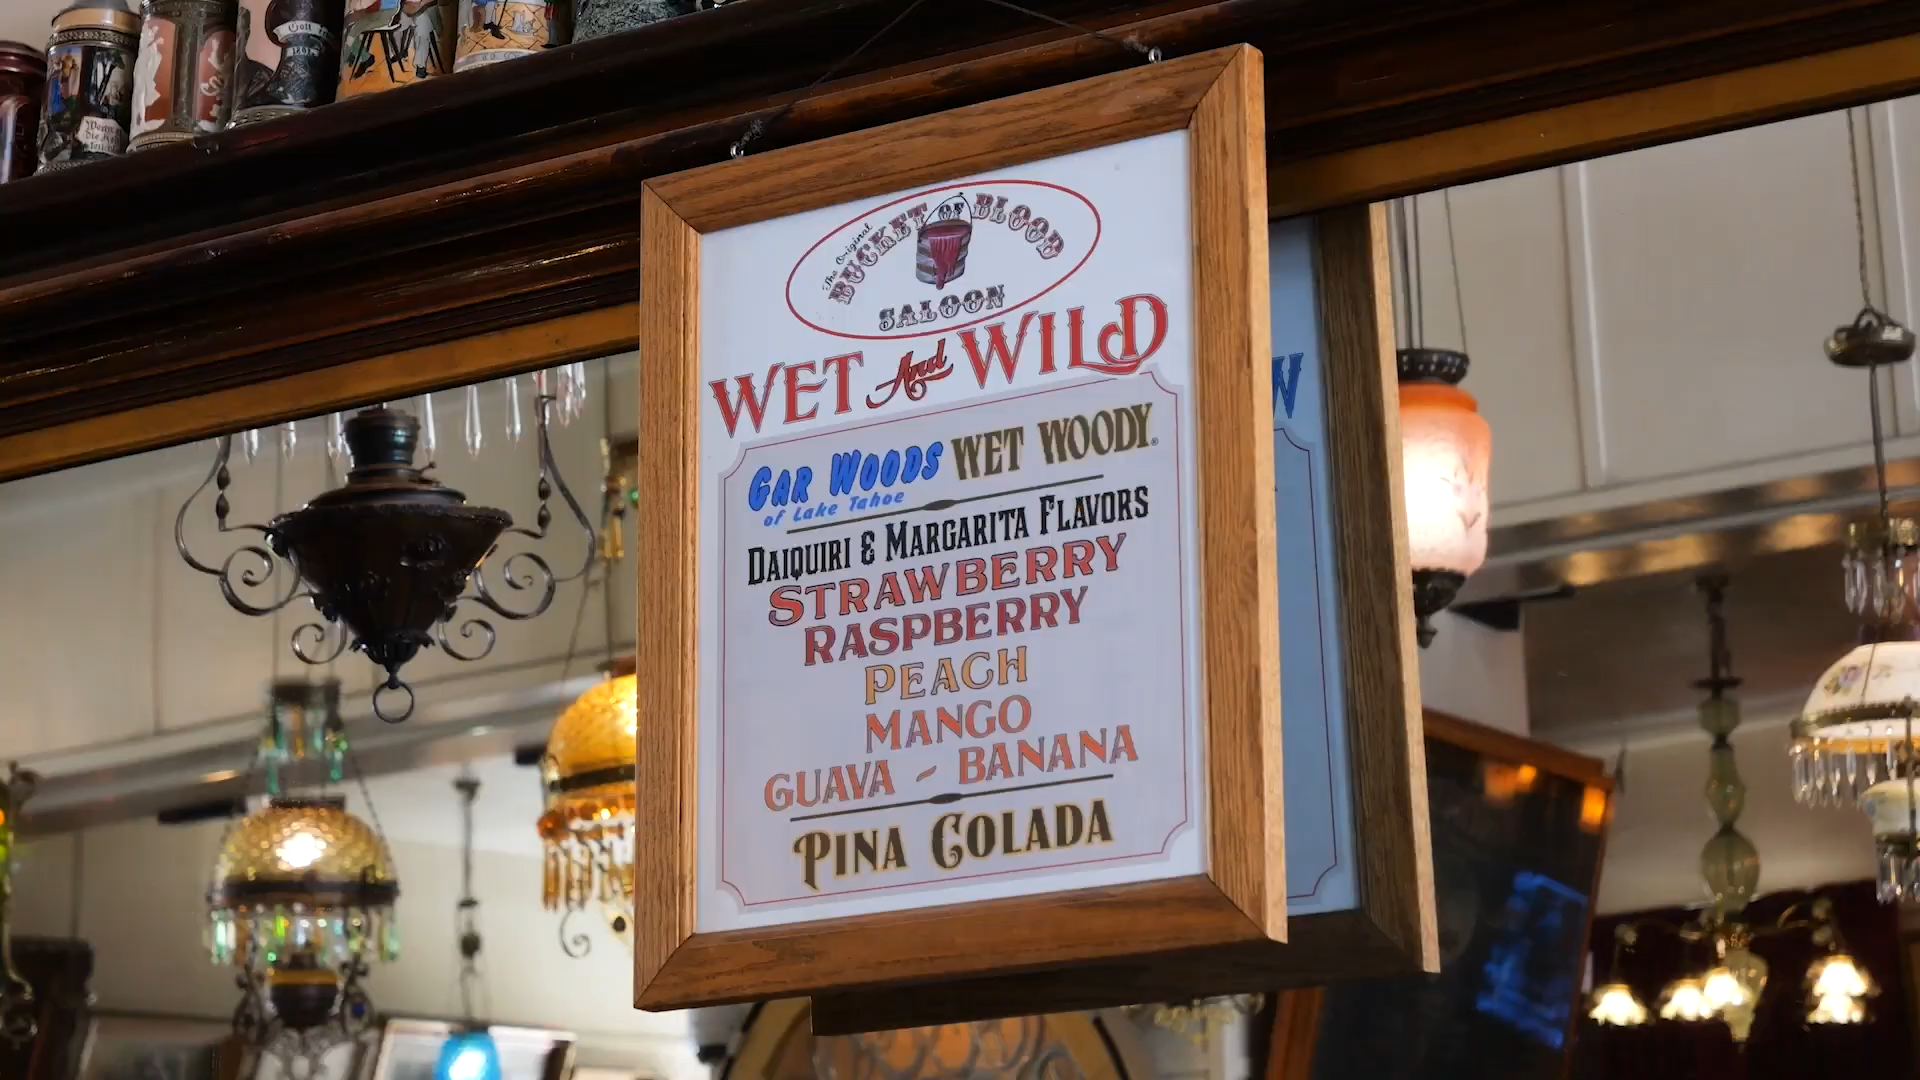 The Original
BUCKET OF BLOOD
SALOON
WET And WILD
GAR WOODS WET WOODY®
of Lake Tahoe
DAIQUIRI & MARGARITA FLAVORS
STRAWBERRY
RASPBERRY
PEACH
MANGO
GUAVA - BANANA
PINA COLADA
W